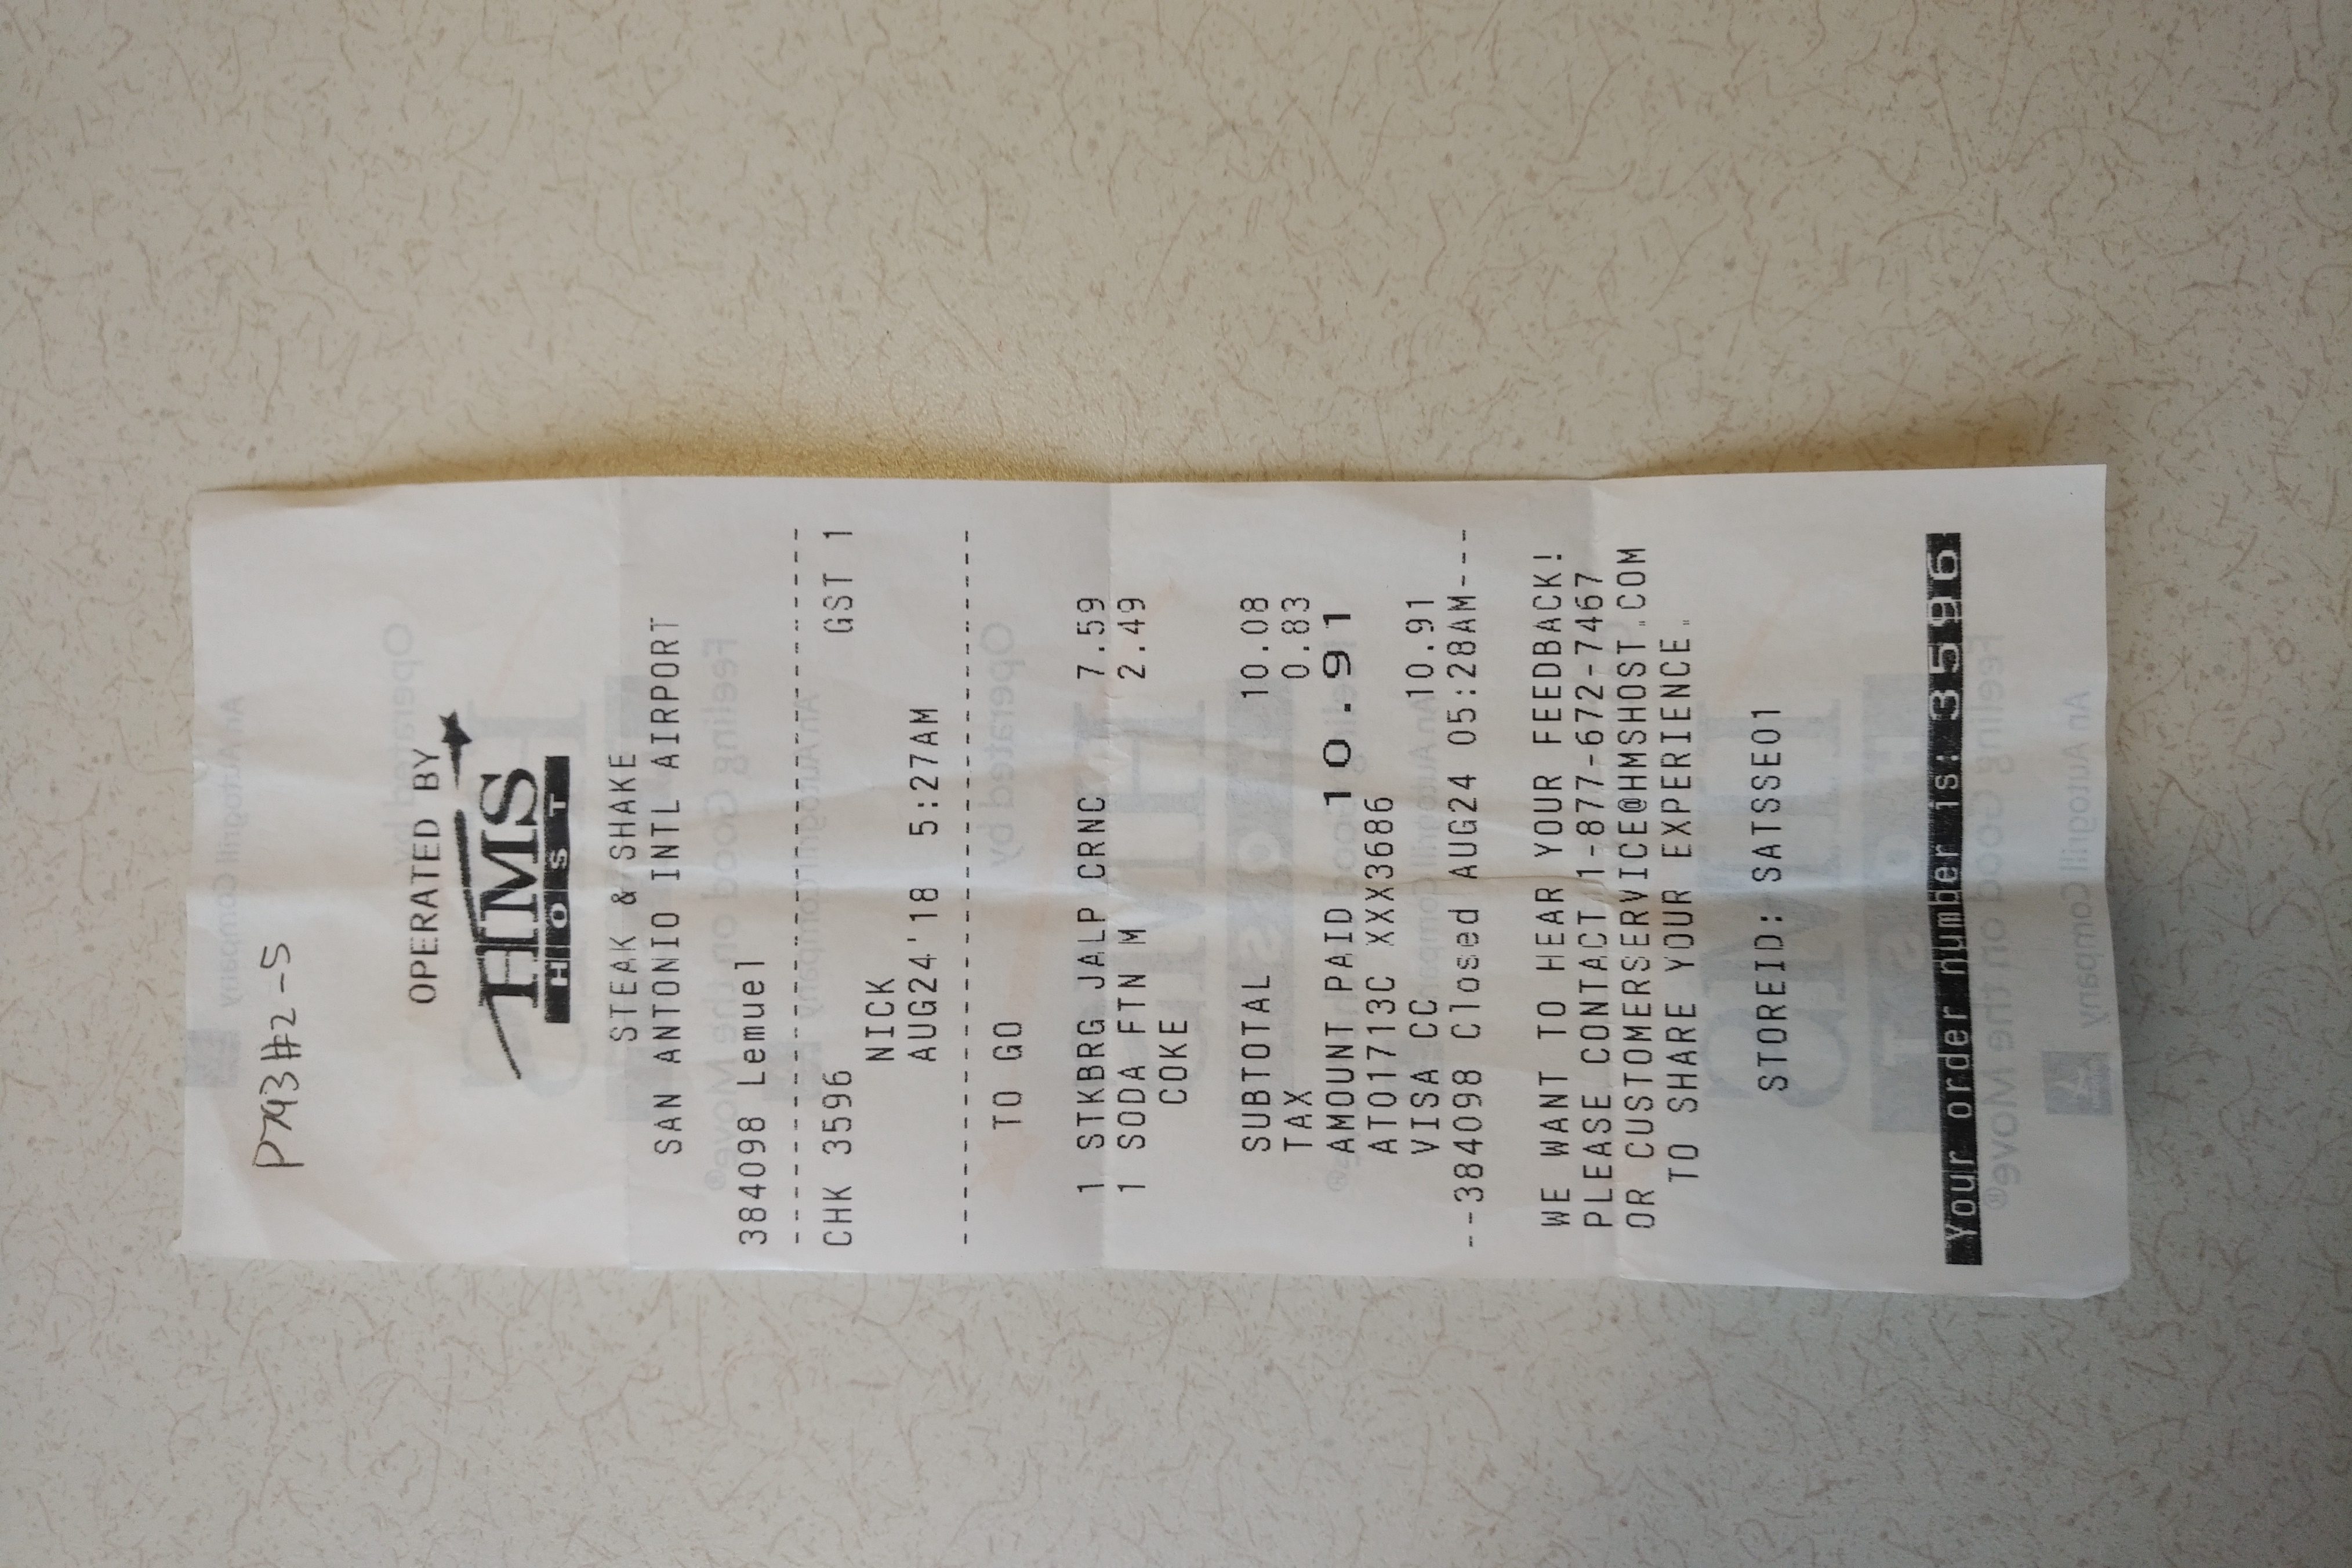 P743#2-5
OPERATED BY
HMS
HOST
STEAK & SHAKE
SAN ANTONIO INTL AIRPORT
384098 Lemuel
CHK 3596 GST 1
NICK
AUG24'18 5:27AM
TO GO
1 STKBRG JALP CRNC 7.59
1 SODA FTN M 2.49
COKE
SUBTOTAL 10.08
TAX 0.83
AMOUNT PAID 10.91
AT01713C XXX3686
VISA CC 10.91
--384098 Closed AUG24 05:28AM---
WE WANT TO HEAR YOUR FEEDBACK!
PLEASE CONTACT 1-877-672-7467
OR CUSTOMERSERVICE@HMSHOST.COM
TO SHARE YOUR EXPERIENCE.
STOREID: SATSSE01
Your order number is: 3596